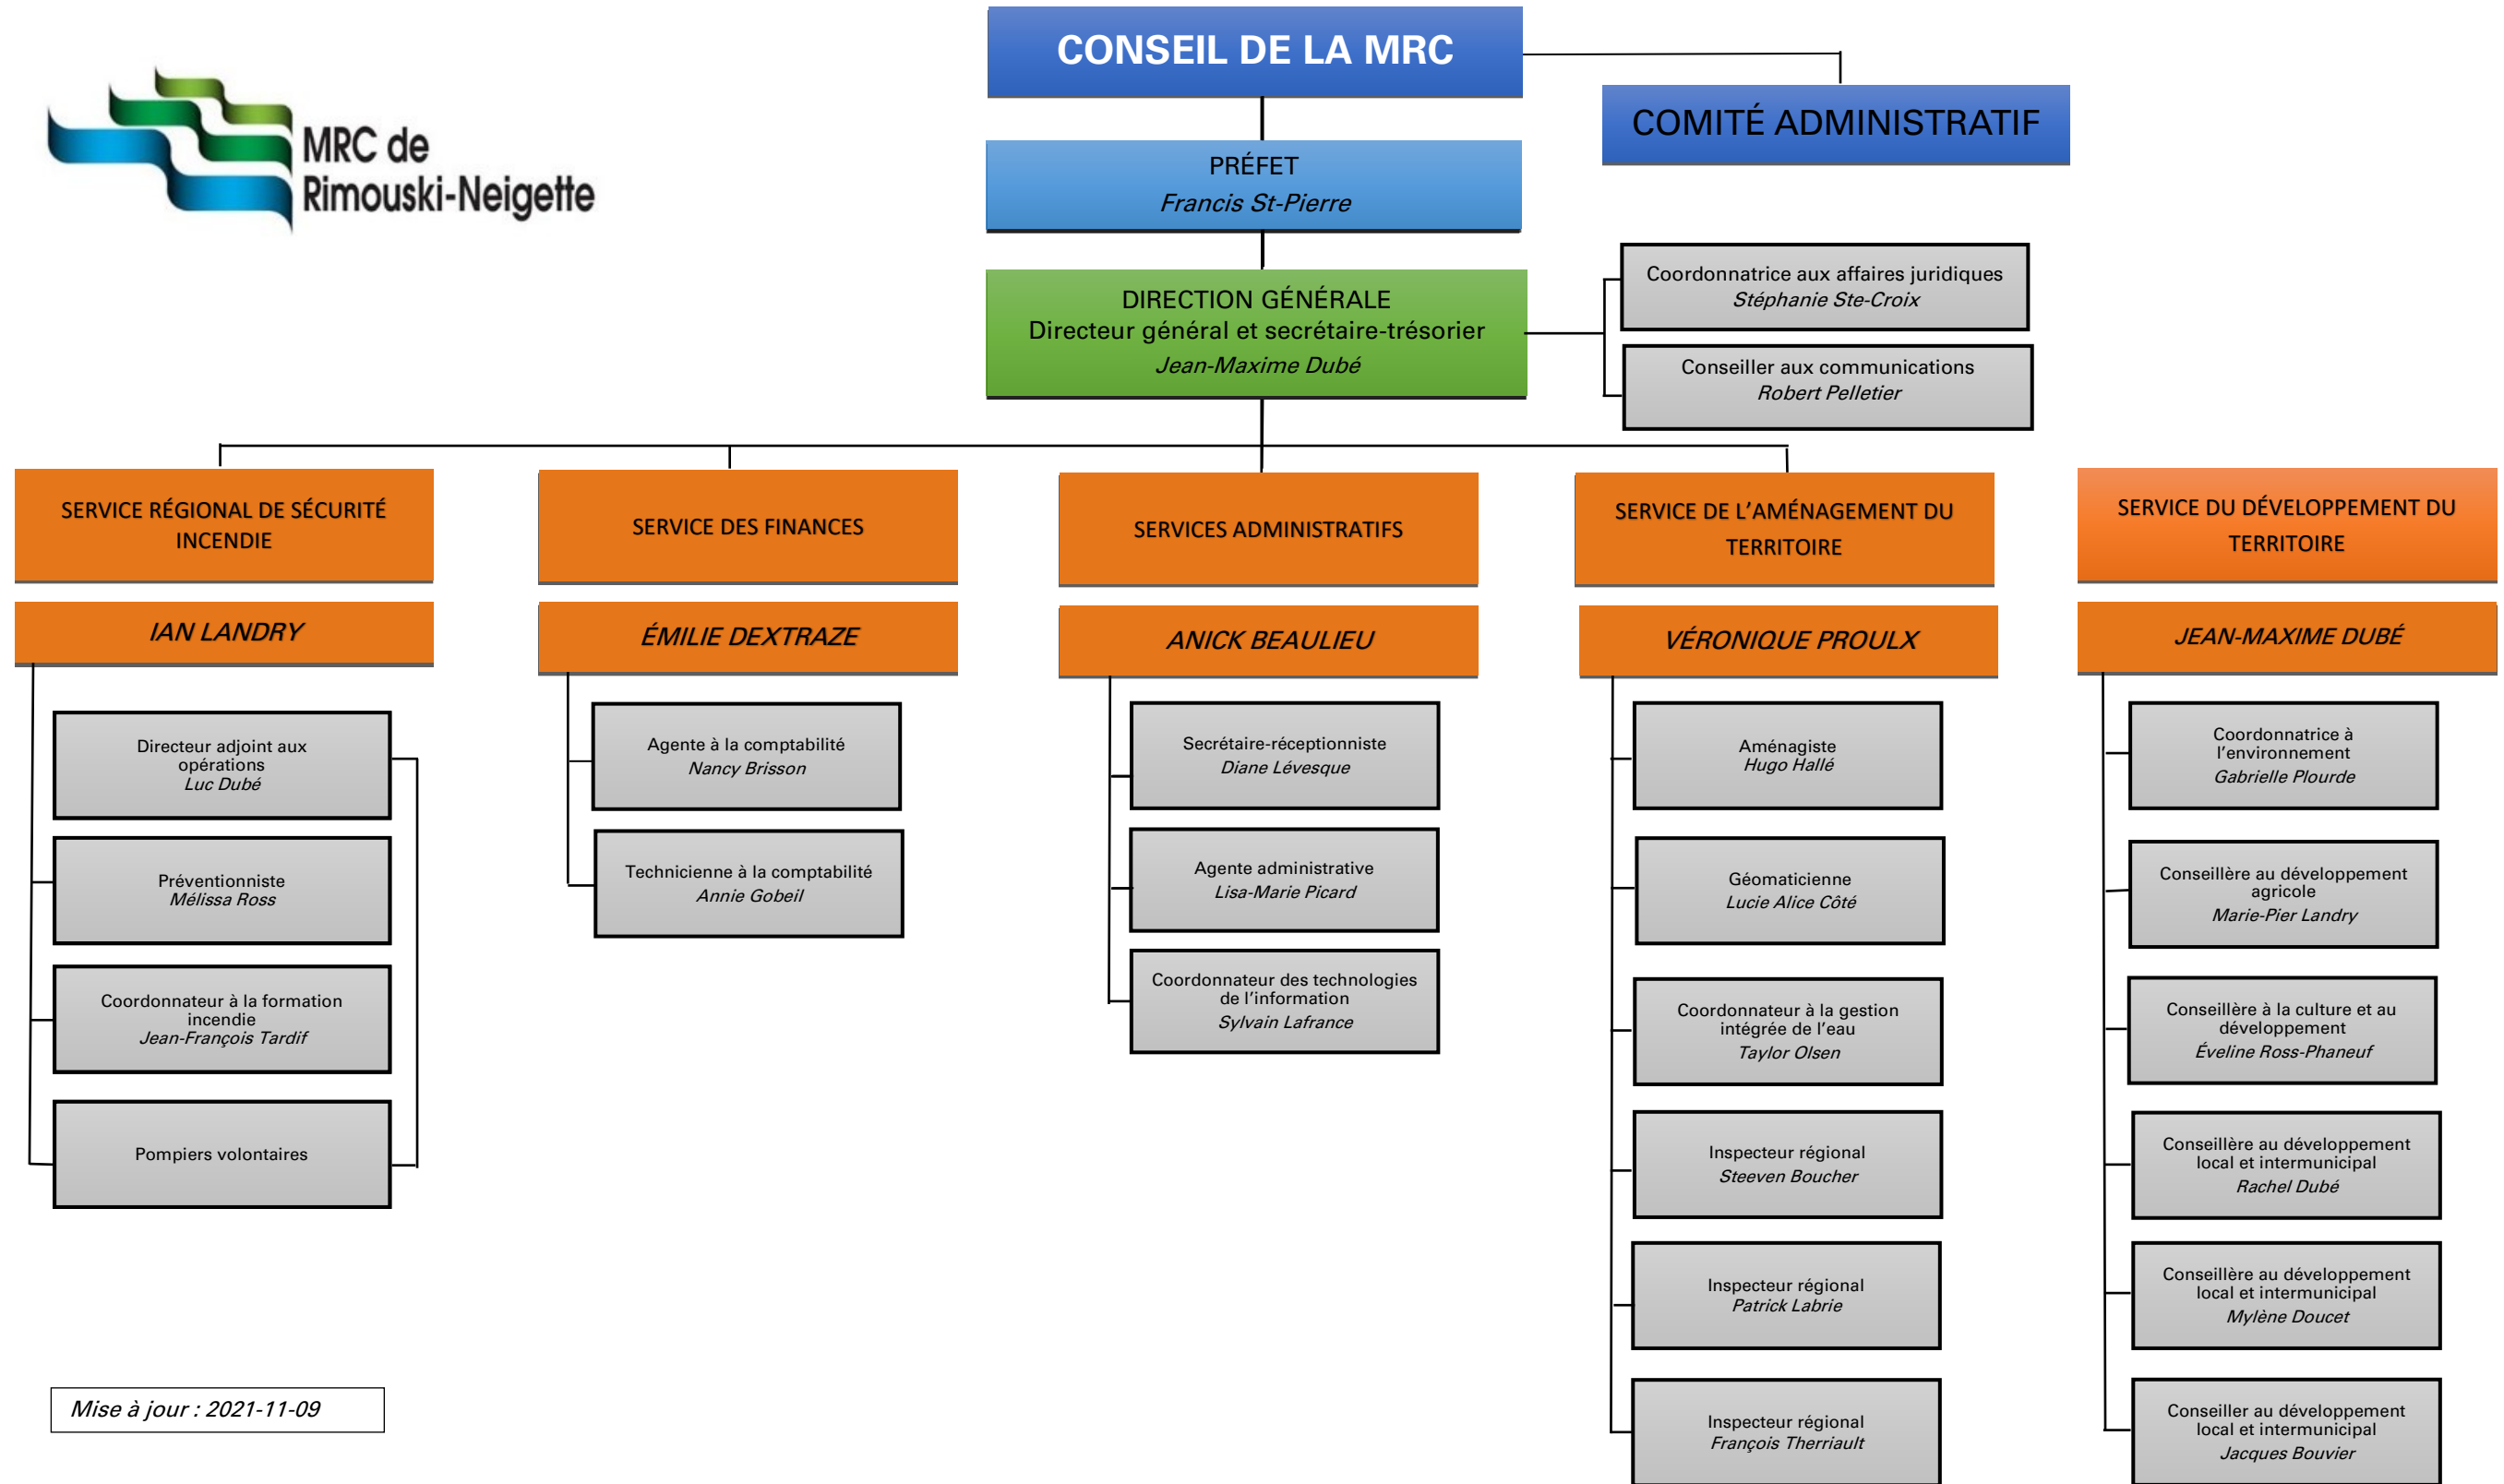 MRC de
Rimouski-Neigette
CONSEIL DE LA MRC
COMITÉ ADMINISTRATIF
PRÉFET
Francis St-Pierre
DIRECTION GÉNÉRALE
Directeur général et secrétaire-trésorier
Jean-Maxime Dubé
Coordonnatrice aux affaires juridiques
Stéphanie Ste-Croix
Conseiller aux communications
Robert Pelletier
SERVICE RÉGIONAL DE SÉCURITÉ
INCENDIE
IAN LANDRY
Directeur adjoint aux
opérations
Luc Dubé
Préventionniste
Mélissa Ross
Coordonnateur à la formation
incendie
Jean-François Tardif
Pompiers volontaires
SERVICE DES FINANCES
ÉMILIE DEXTRAZE
Agente à la comptabilité
Nancy Brisson
Technicienne à la comptabilité
Annie Gobeil
SERVICES ADMINISTRATIFS
ANICK BEAULIEU
Secrétaire-réceptionniste
Diane Lévesque
Agente administrative
Lisa-Marie Picard
Coordonnateur des technologies
de l'information
Sylvain Lafrance
SERVICE DE L'AMÉNAGEMENT DU
TERRITOIRE
VÉRONIQUE PROULX
Aménagiste
Hugo Hallé
Géomaticienne
Lucie Alice Côté
Coordonnateur à la gestion
intégrée de l'eau
Taylor Olsen
Inspecteur régional
Steeven Boucher
Inspecteur régional
Patrick Labrie
Inspecteur régional
François Therriault
SERVICE DU DÉVELOPPEMENT DU
TERRITOIRE
JEAN-MAXIME DUBÉ
Coordonnatrice à
l'environnement
Gabrielle Plourde
Conseillère au développement
agricole
Marie-Pier Landry
Conseillère à la culture et au
développement
Éveline Ross-Phaneuf
Conseillère au développement
local et intermunicipal
Rachel Dubé
Conseillère au développement
local et intermunicipal
Mylène Doucet
Conseiller au développement
local et intermunicipal
Jacques Bouvier
Mise à jour : 2021-11-09